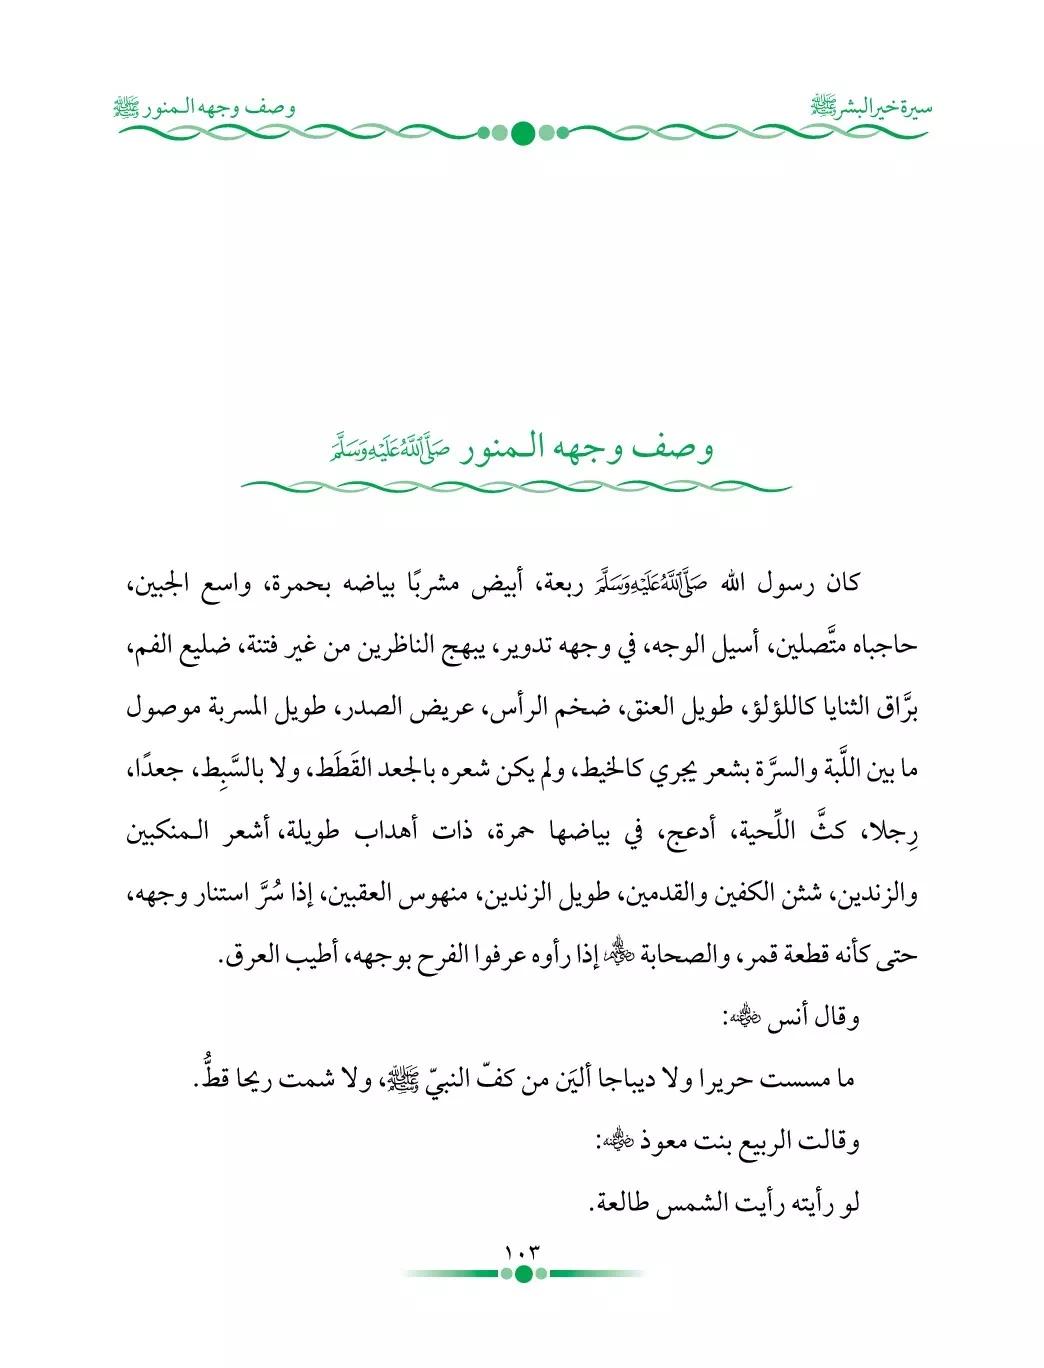 سيرة خير البشر ﷺ
وصف وجهه الـمنور ﷺ
وصف وجهه الـمنور صَلَّى اللَّهُ عَلَيْهِ وَسَلَّمَ
كان رسول الله صَلَّى اللَّهُ عَلَيْهِ وَسَلَّمَ ربعة، أبيض مشربًا بياضه بحمرة، واسع الجبين،
حاجباه متَّصلين، أسيل الوجه، في وجهه تدوير، يبهج الناظرين من غير فتنة، ضليع الفم،
برَّاق الثنايا كاللؤلؤ، طويل العنق، ضخم الرأس، عريض الصدر، طويل المسربة موصول
ما بين اللَّبة والسرَّة بشعر يجري كالخيط، ولم يكن شعره بالجعد القَطَط، ولا بالسَّبِط، جعدًا،
رِجلا، كثَّ اللِّحية، أدعج، في بياضها حمرة، ذات أهداب طويلة، أشعر الـمنكبين
والزندين، شثن الكفين والقدمين، طويل الزندين، منهوس العقبين، إذا سُرَّ استنار وجهه،
حتى كأنه قطعة قمر، والصحابة رضي الله عنهم إذا رأوه عرفوا الفرح بوجهه، أطيب العرق.
وقال أنس رضي الله عنه:
ما مسست حريرا ولا ديباجا أليَن من كفّ النبيّ ﷺ، ولا شمت ريحا قطُّ.
وقالت الربيع بنت معوذ رضي الله عنه:
لو رأيته رأيت الشمس طالعة.
١٠٣